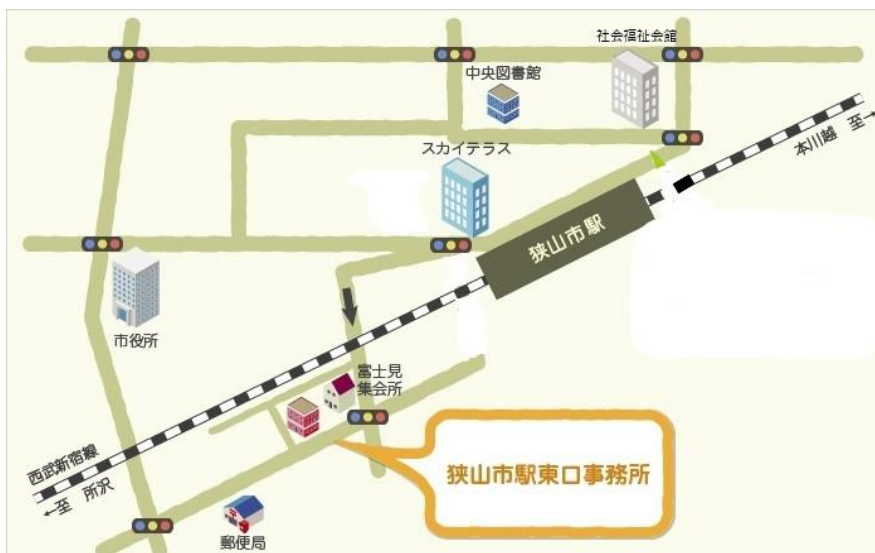 社会福祉会館
中央図書館
スカイテラス
本川越 至→
狭山市駅
市役所
富士見
集会所
西武新宿線
←至 所沢
狭山市駅東口事務所
郵便局